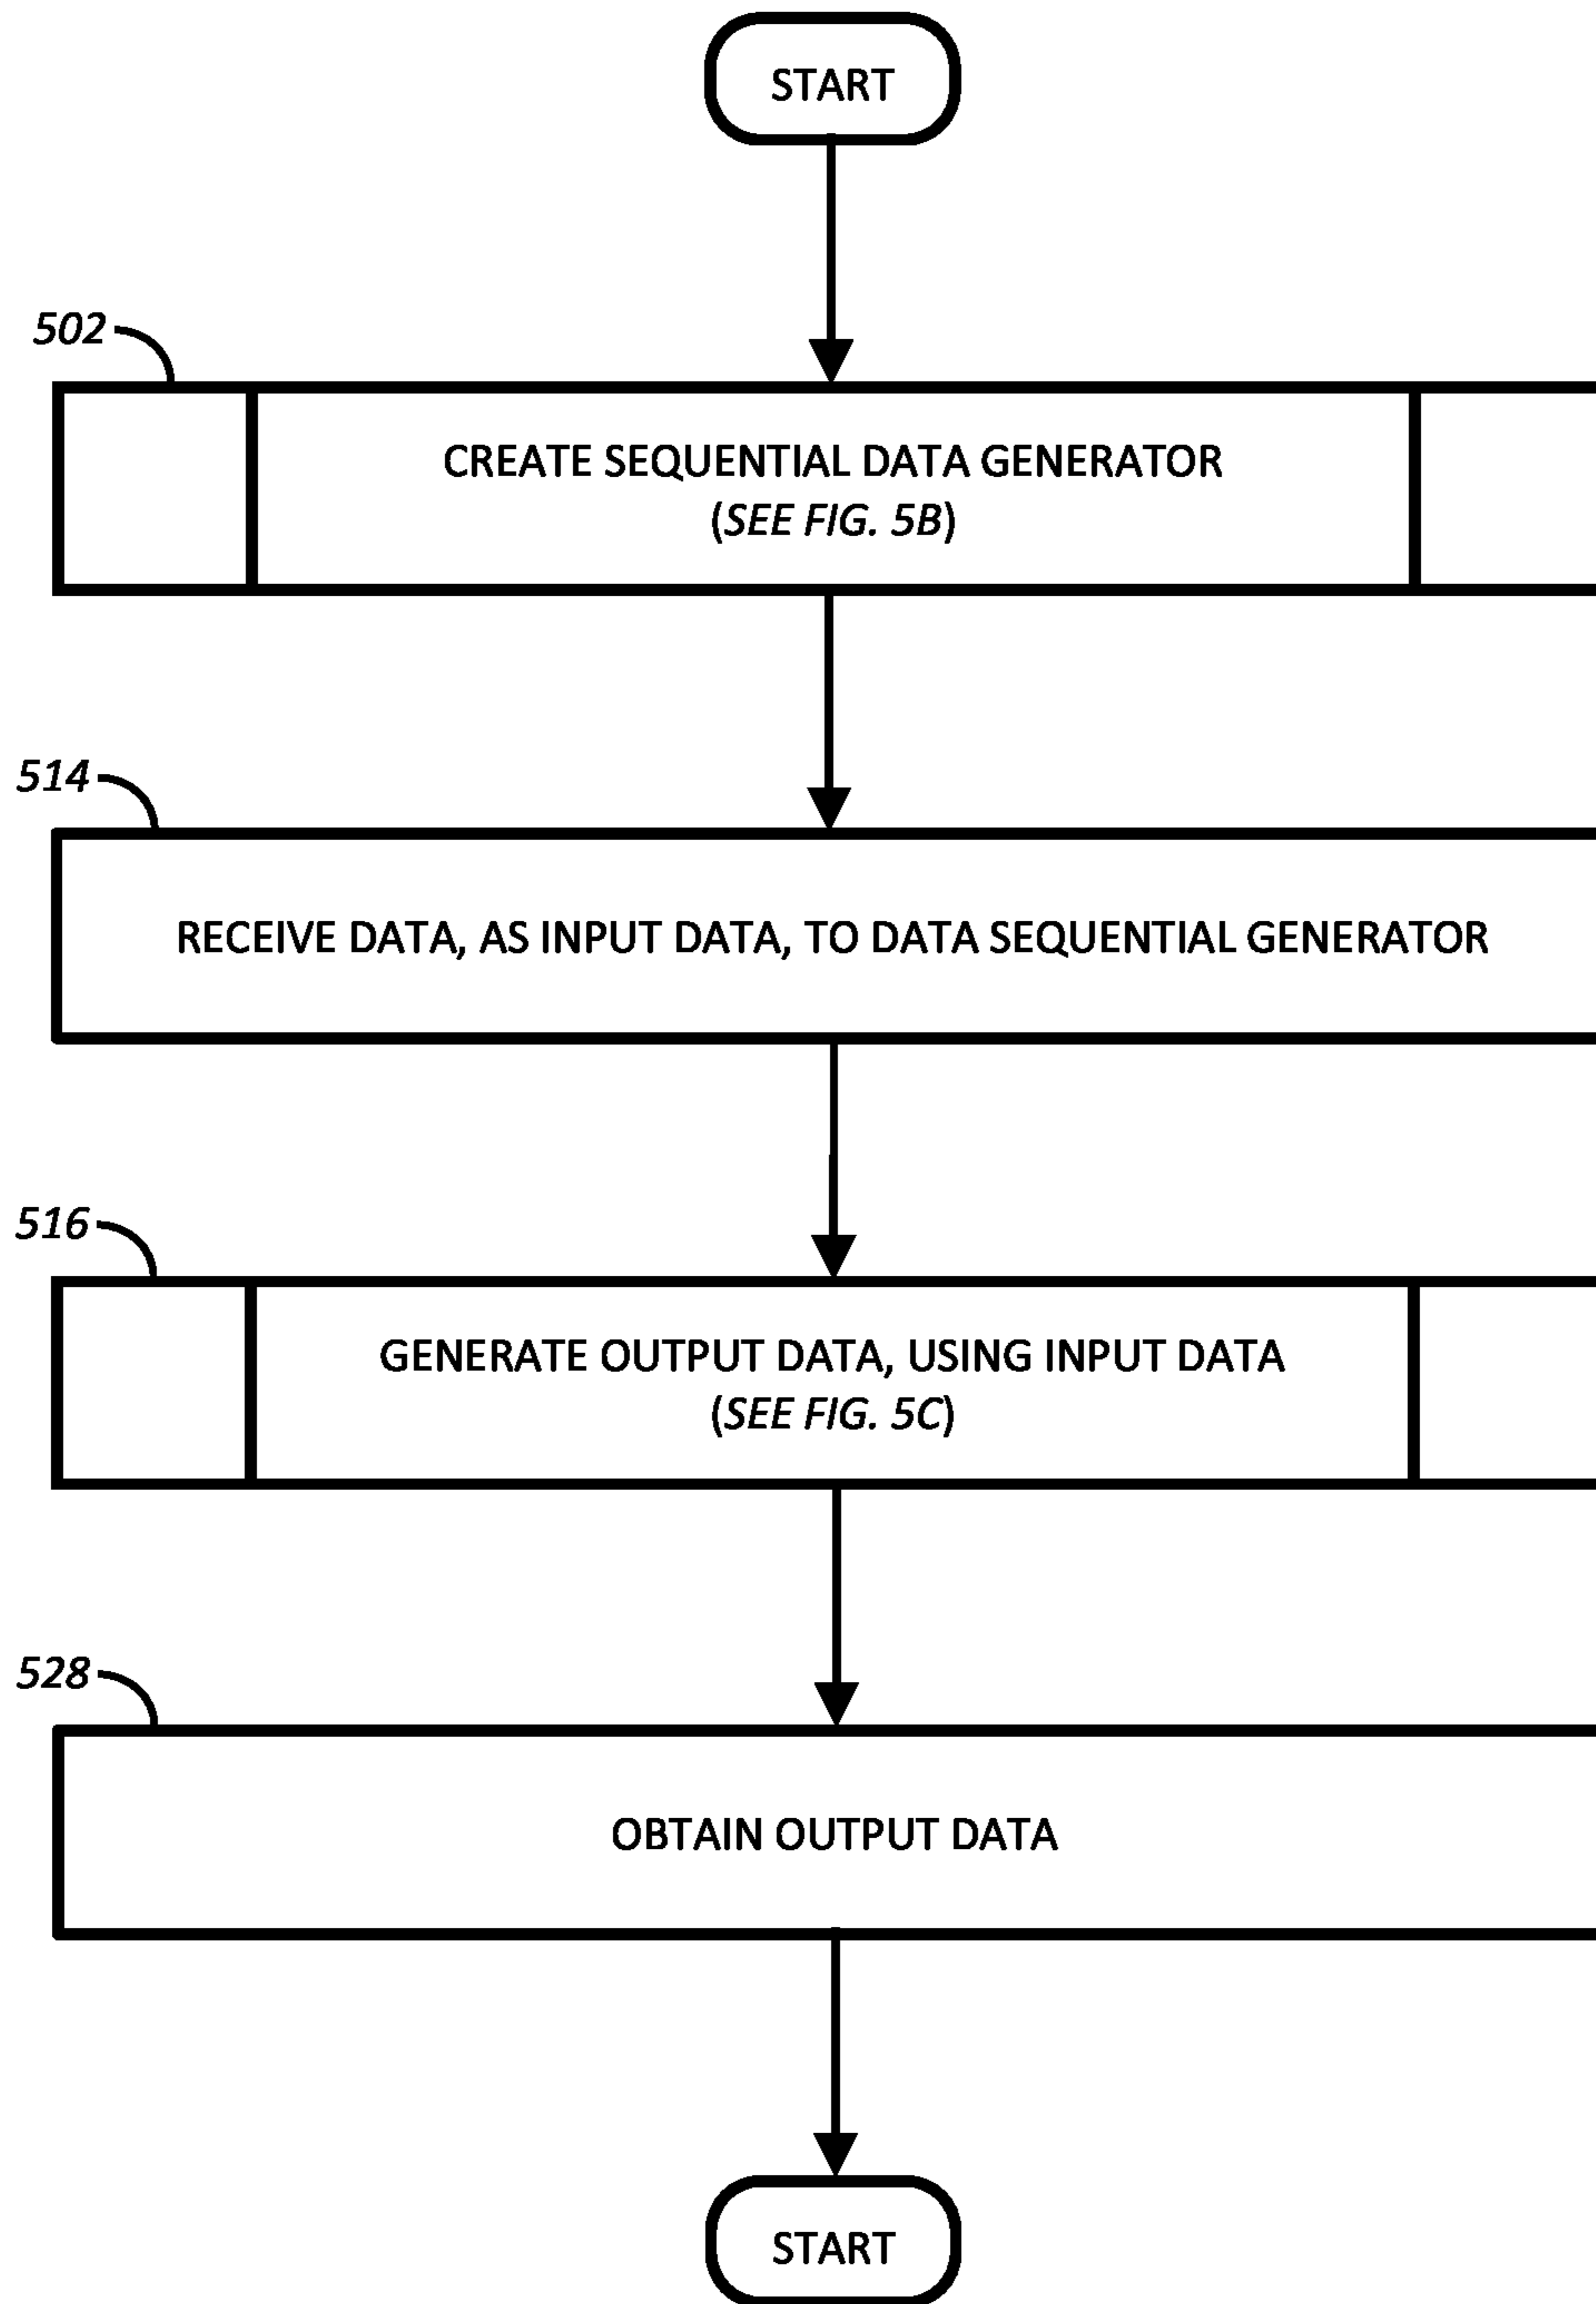 START
502
CREATE SEQUENTIAL DATA GENERATOR
(SEE FIG. 5B)
514
RECEIVE DATA, AS INPUT DATA, TO DATA SEQUENTIAL GENERATOR
516
GENERATE OUTPUT DATA, USING INPUT DATA
(SEE FIG. 5C)
528
OBTAIN OUTPUT DATA
START